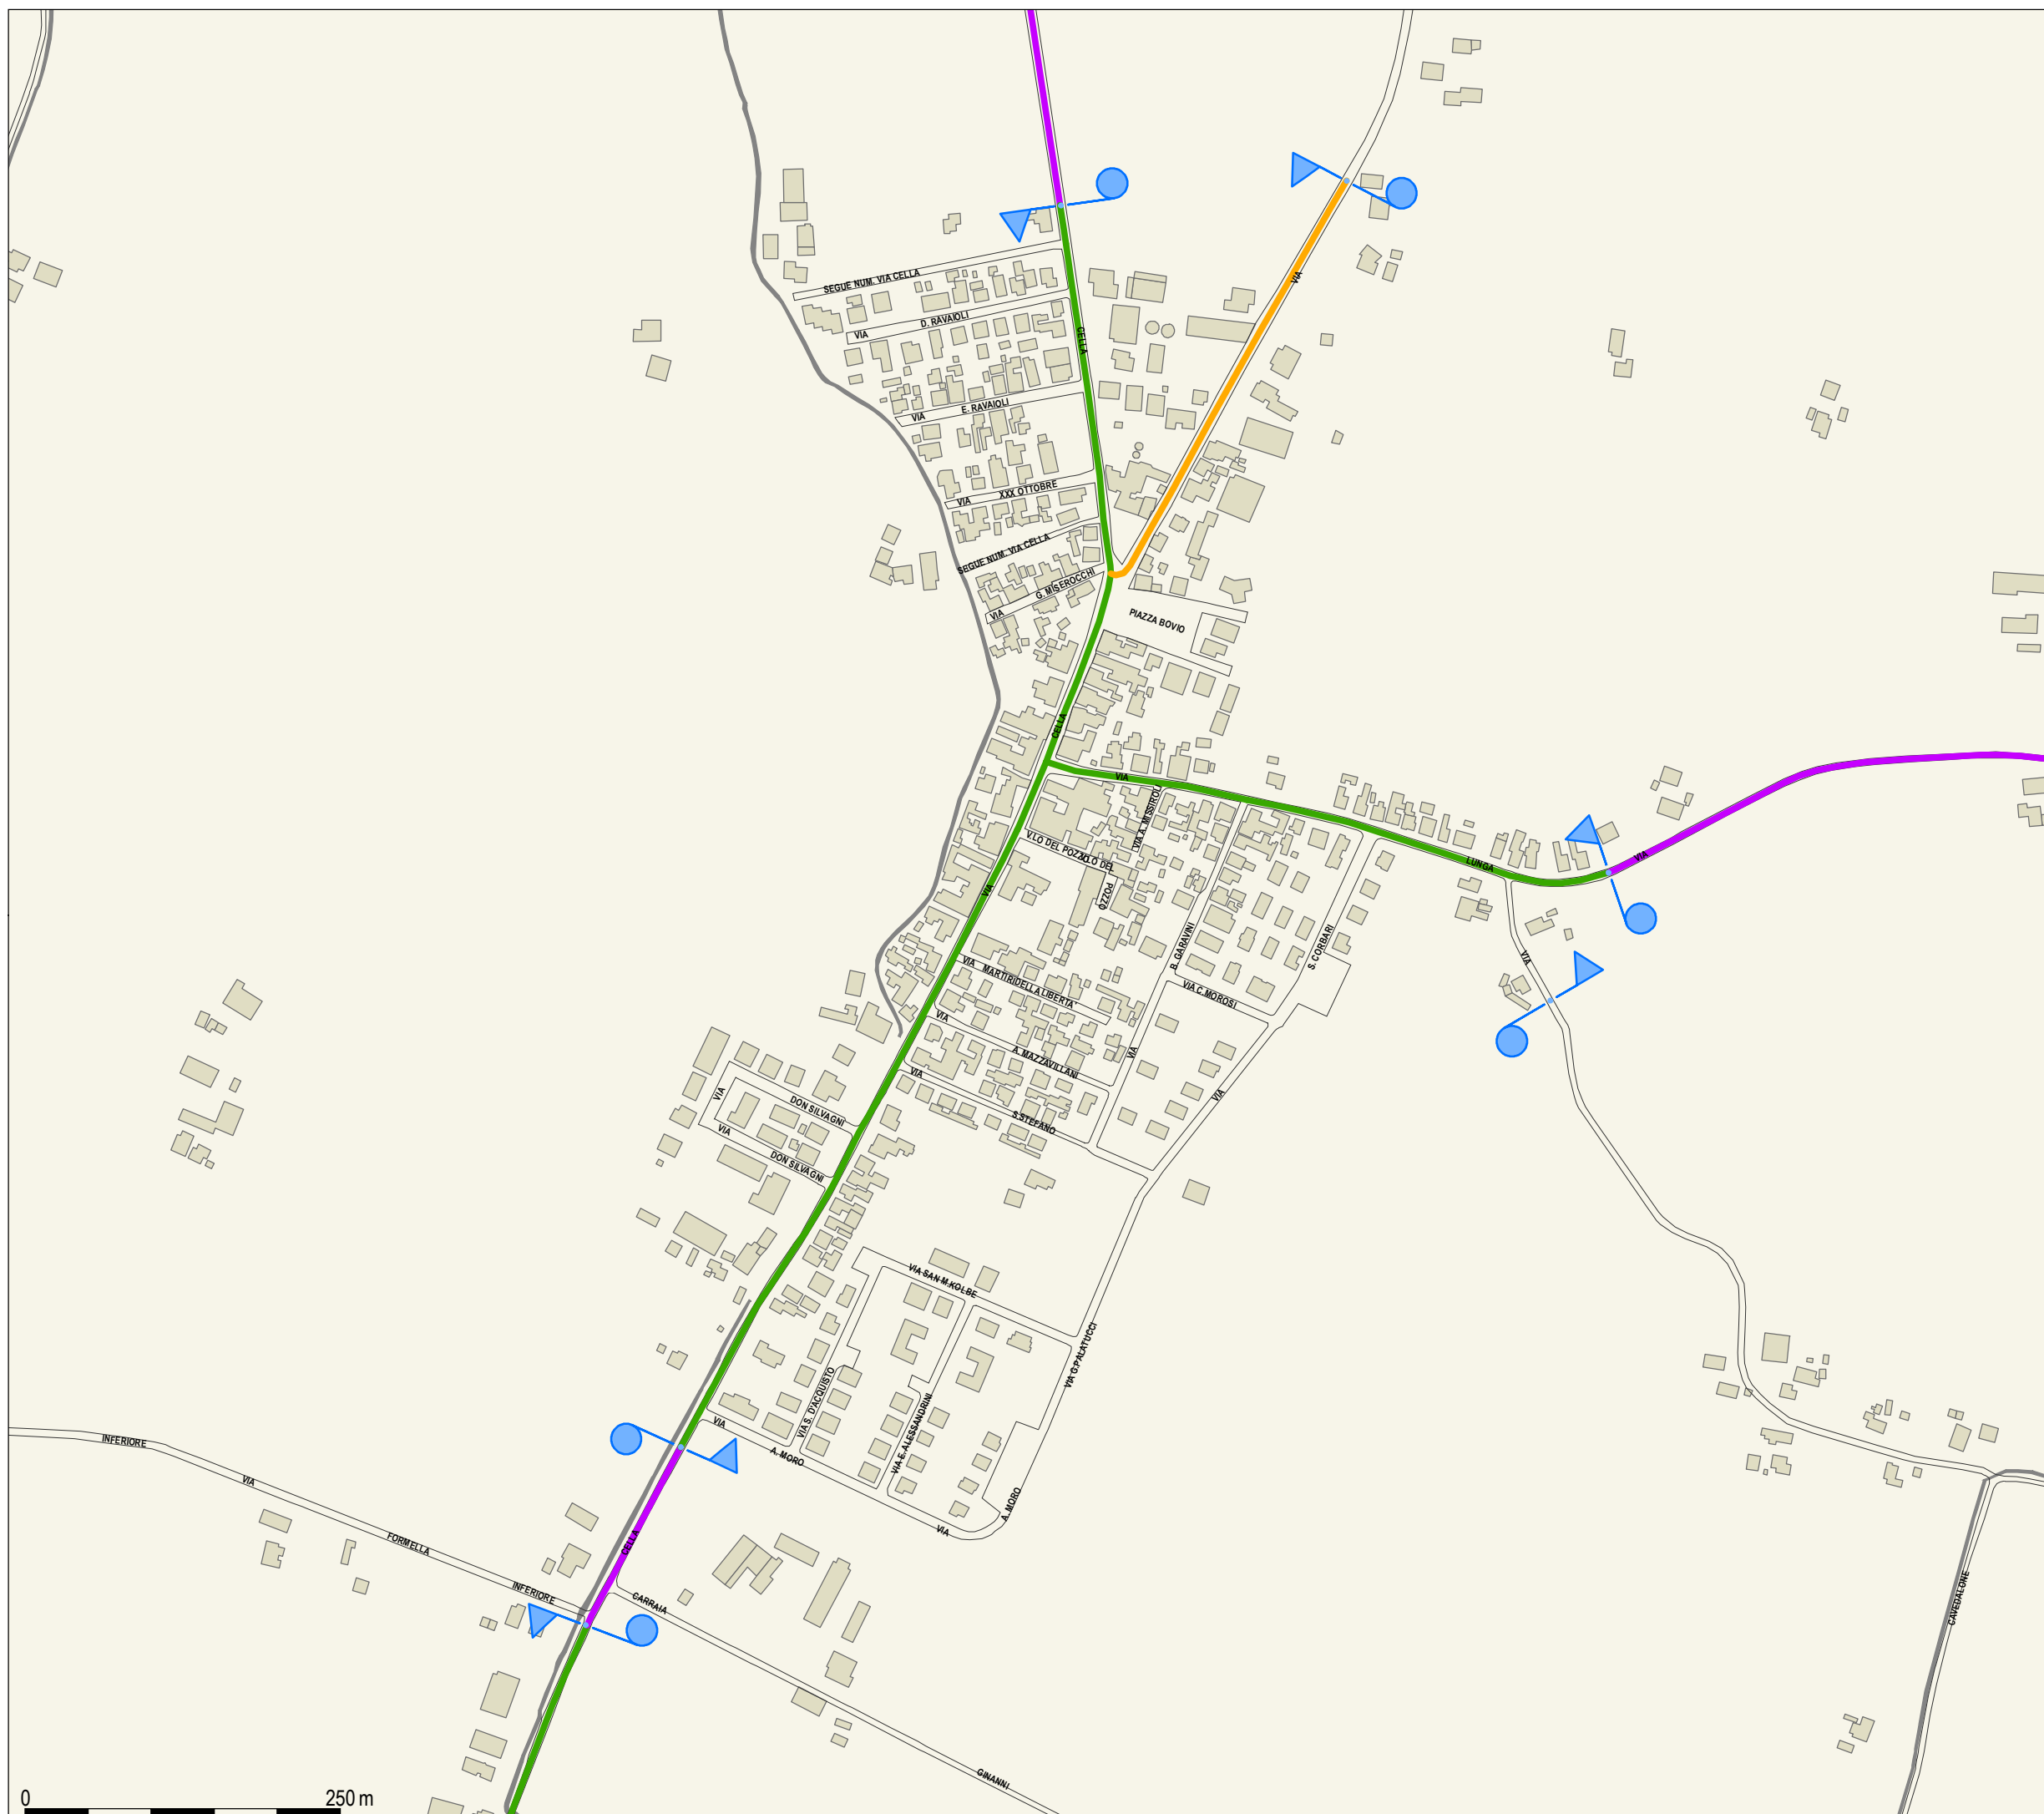 SEGUE NUM. VIA CELLA
VIA
D. RAVAIOLI
VIA
CELLA
VIA
E. RAVAIOLI
VIA
XXX OTTOBRE
SEGUE NUM. VIA CELLA
VIA
G. MISEROCCHI
PIAZZA BOVIO
CELLA
VIA
VIA A. MISSIROLI
V.LO DEL POZZO
V.LO DEL
POZZO
VIA
LUNGA
VIA
B. GARAVINI
S. CORBARI
VIA
VIA
MARTIRI DELLA LIBERTA'
VIA C. MOROSI
VIA
A. MAZZAVILLANI
VIA
VIA
S. STEFANO
VIA
VIA
DON SILVAGNI
VIA
DON SILVAGNI
VIA SAN M.KOLBE
VIA G.PALATUCCI
VIA S. D'ACQUISTO
VIA E. ALESSANDRINI
VIA
A. MORO
VIA
A. MORO
INFERIORE
VIA
FORMELLA
INFERIORE
CELLA
CARRAIA
GINANNI
CAVEDALONE
0
250 m